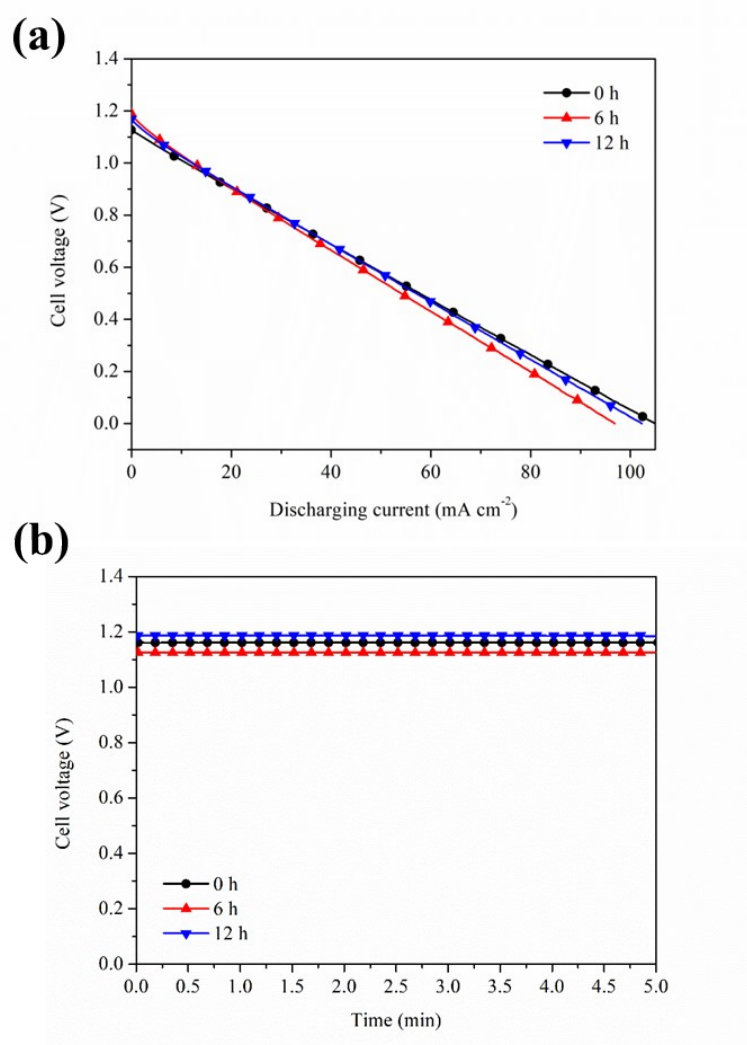 (a)
1.4
1.2
1.0
0.8
0.6
0.4
0.2
0.0
Cell voltage (V)
0 h
6 h
12 h
0 20 40 60 80 100
Discharging current (mA cm-2)
(b)
1.4
1.2
1.0
0.8
0.6
0.4
0.2
0.0
Cell voltage (V)
0 h
6 h
12 h
0.0 0.5 1.0 1.5 2.0 2.5 3.0 3.5 4.0 4.5 5.0
Time (min)